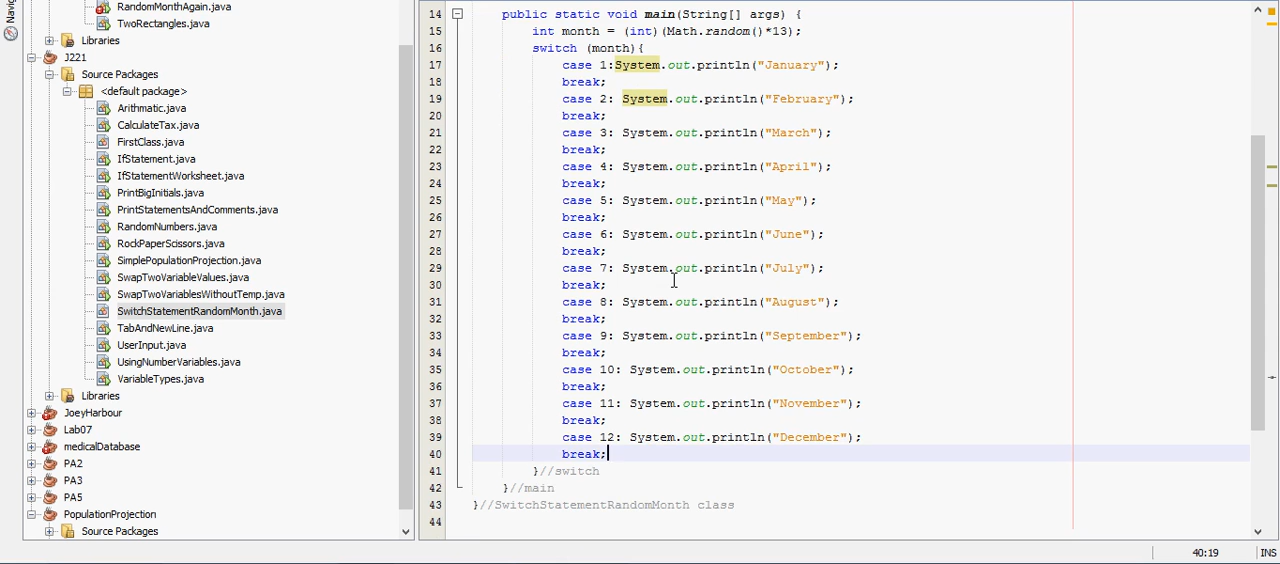 RandomMonthAgain.java
TwoRectangles.java
Libraries
J221
Source Packages
<default package>
Arithmatic.java
CalculateTax.java
FirstClass.java
IfStatement.java
IfStatementWorksheet.java
PrintBigInitials.java
PrintStatementsAndComments.java
RandomNumbers.java
RockPaperScissors.java
SimplePopulationProjection.java
SwapTwoVariableValues.java
SwapTwoVariablesWithoutTemp.java
SwitchStatementRandomMonth.java
TabAndNewLine.java
UserInput.java
UsingNumberVariables.java
VariableTypes.java
Libraries
JoeyHarbour
Lab07
medicalDatabase
PA2
PA3
PA5
PopulationProjection
Source Packages
14 public static void main(String[] args) {
15 int month = (int)(Math.random()*13);
16 switch (month){
17 case 1:System.out.println("January");
18 break;
19 case 2: System.out.println("February");
20 break;
21 case 3: System.out.println("March");
22 break;
23 case 4: System.out.println("April");
24 break;
25 case 5: System.out.println("May");
26 break;
27 case 6: System.out.println("June");
28 break;
29 case 7: System.out.println("July");
30 break;
31 case 8: System.out.println("August");
32 break;
33 case 9: System.out.println("September");
34 break;
35 case 10: System.out.println("October");
36 break;
37 case 11: System.out.println("November");
38 break;
39 case 12: System.out.println("December");
40 break;
41 }//switch
42 }//main
43 }//SwitchStatementRandomMonth class
44
40:19 INS